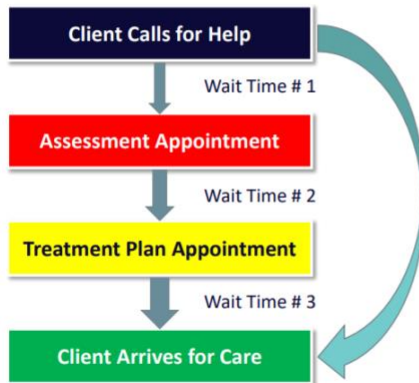 Client Calls for Help
Wait Time # 1
Assessment Appointment
Wait Time # 2
Treatment Plan Appointment
Wait Time # 3
Client Arrives for Care